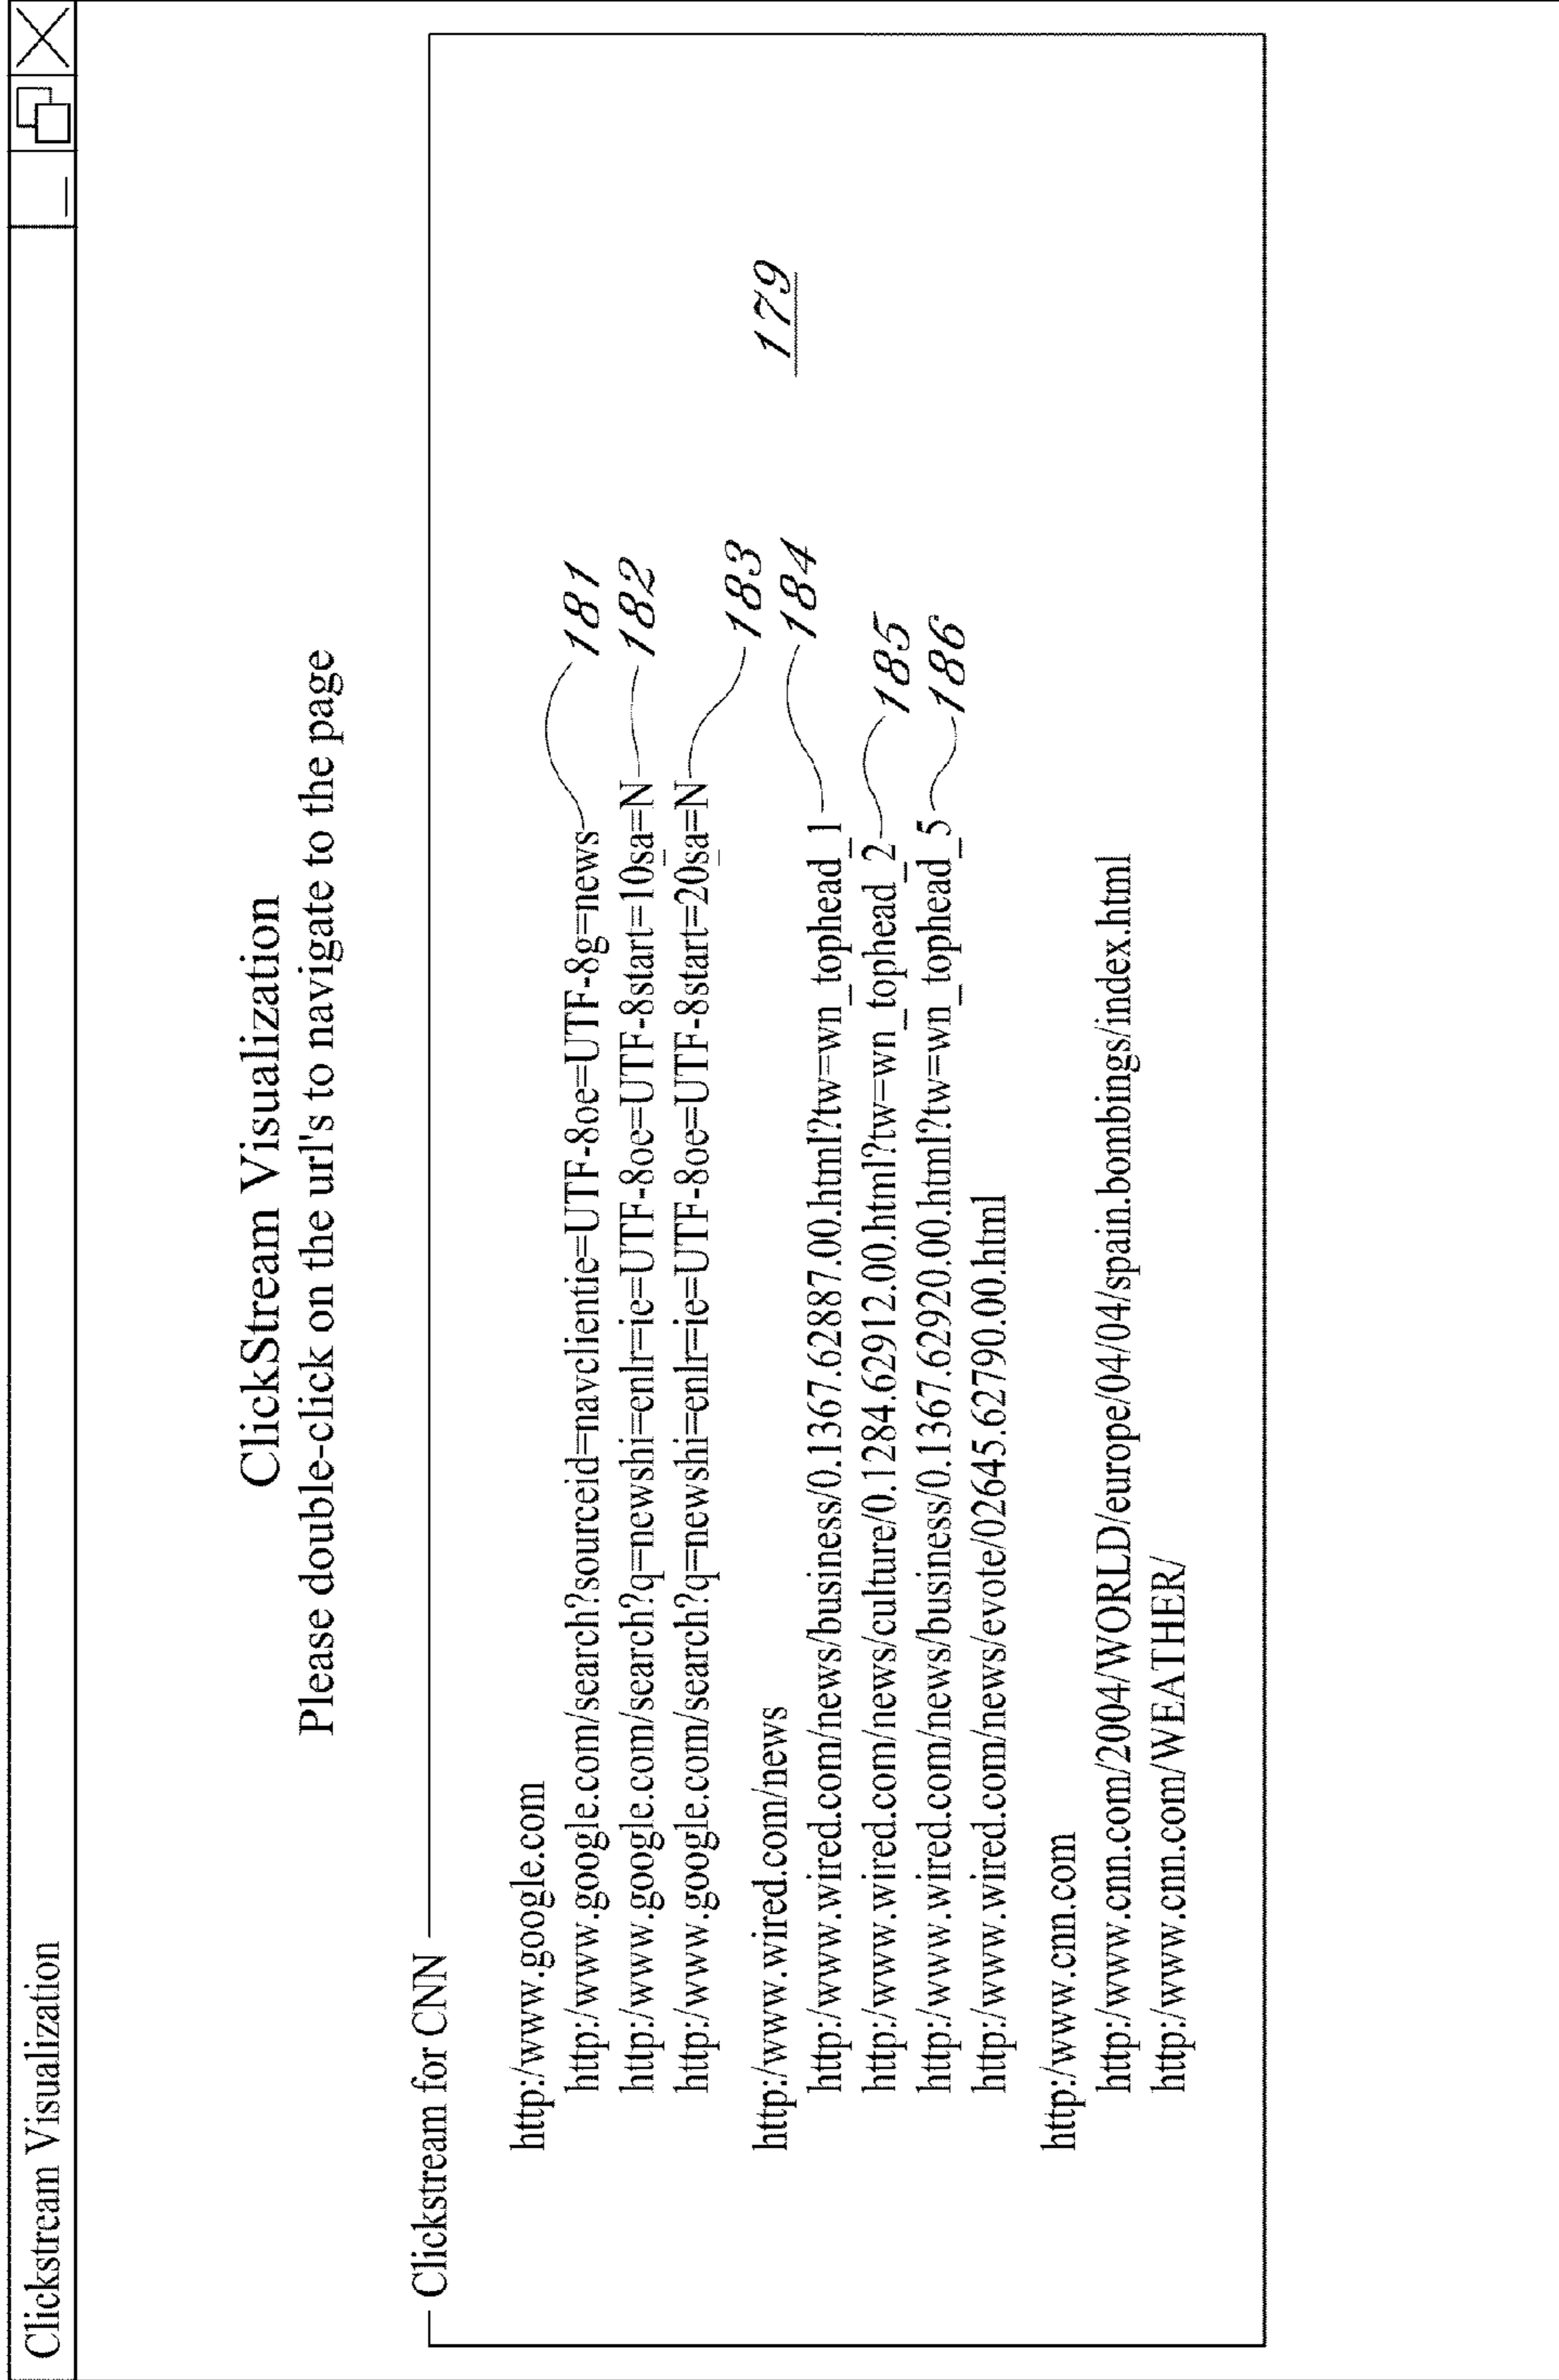 Clickstream Visualization
ClickStream Visualization
Please double-click on the url's to navigate to the page
Clickstream for CNN
http:/www.google.com
http:/www.google.com/search?sourceid=navclientie=UTF-8oe=UTF-8g=news 181
http:/www.google.com/search?q=newshi=enlr=ie=UTF-8oe=UTF-8start=10sa=N 182
http:/www.google.com/search?q=newshi=enlr=ie=UTF-8oe=UTF-8start=20sa=N 183
179
http:/www.wired.com/news
http:/www.wired.com/news/business/0.1367.62887.00.html?tw=wn_tophead_1 184
http:/www.wired.com/news/culture/0.1284.62912.00.html?tw=wn_tophead_2 185
http:/www.wired.com/news/business/0.1367.62920.00.html?tw=wn_tophead_5 186
http:/www.wired.com/news/evote/02645.62790.00.html
http:/www.cnn.com
http:/www.cnn.com/2004/WORLD/europe/04/04/spain.bombings/index.html
http:/www.cnn.com/WEATHER/